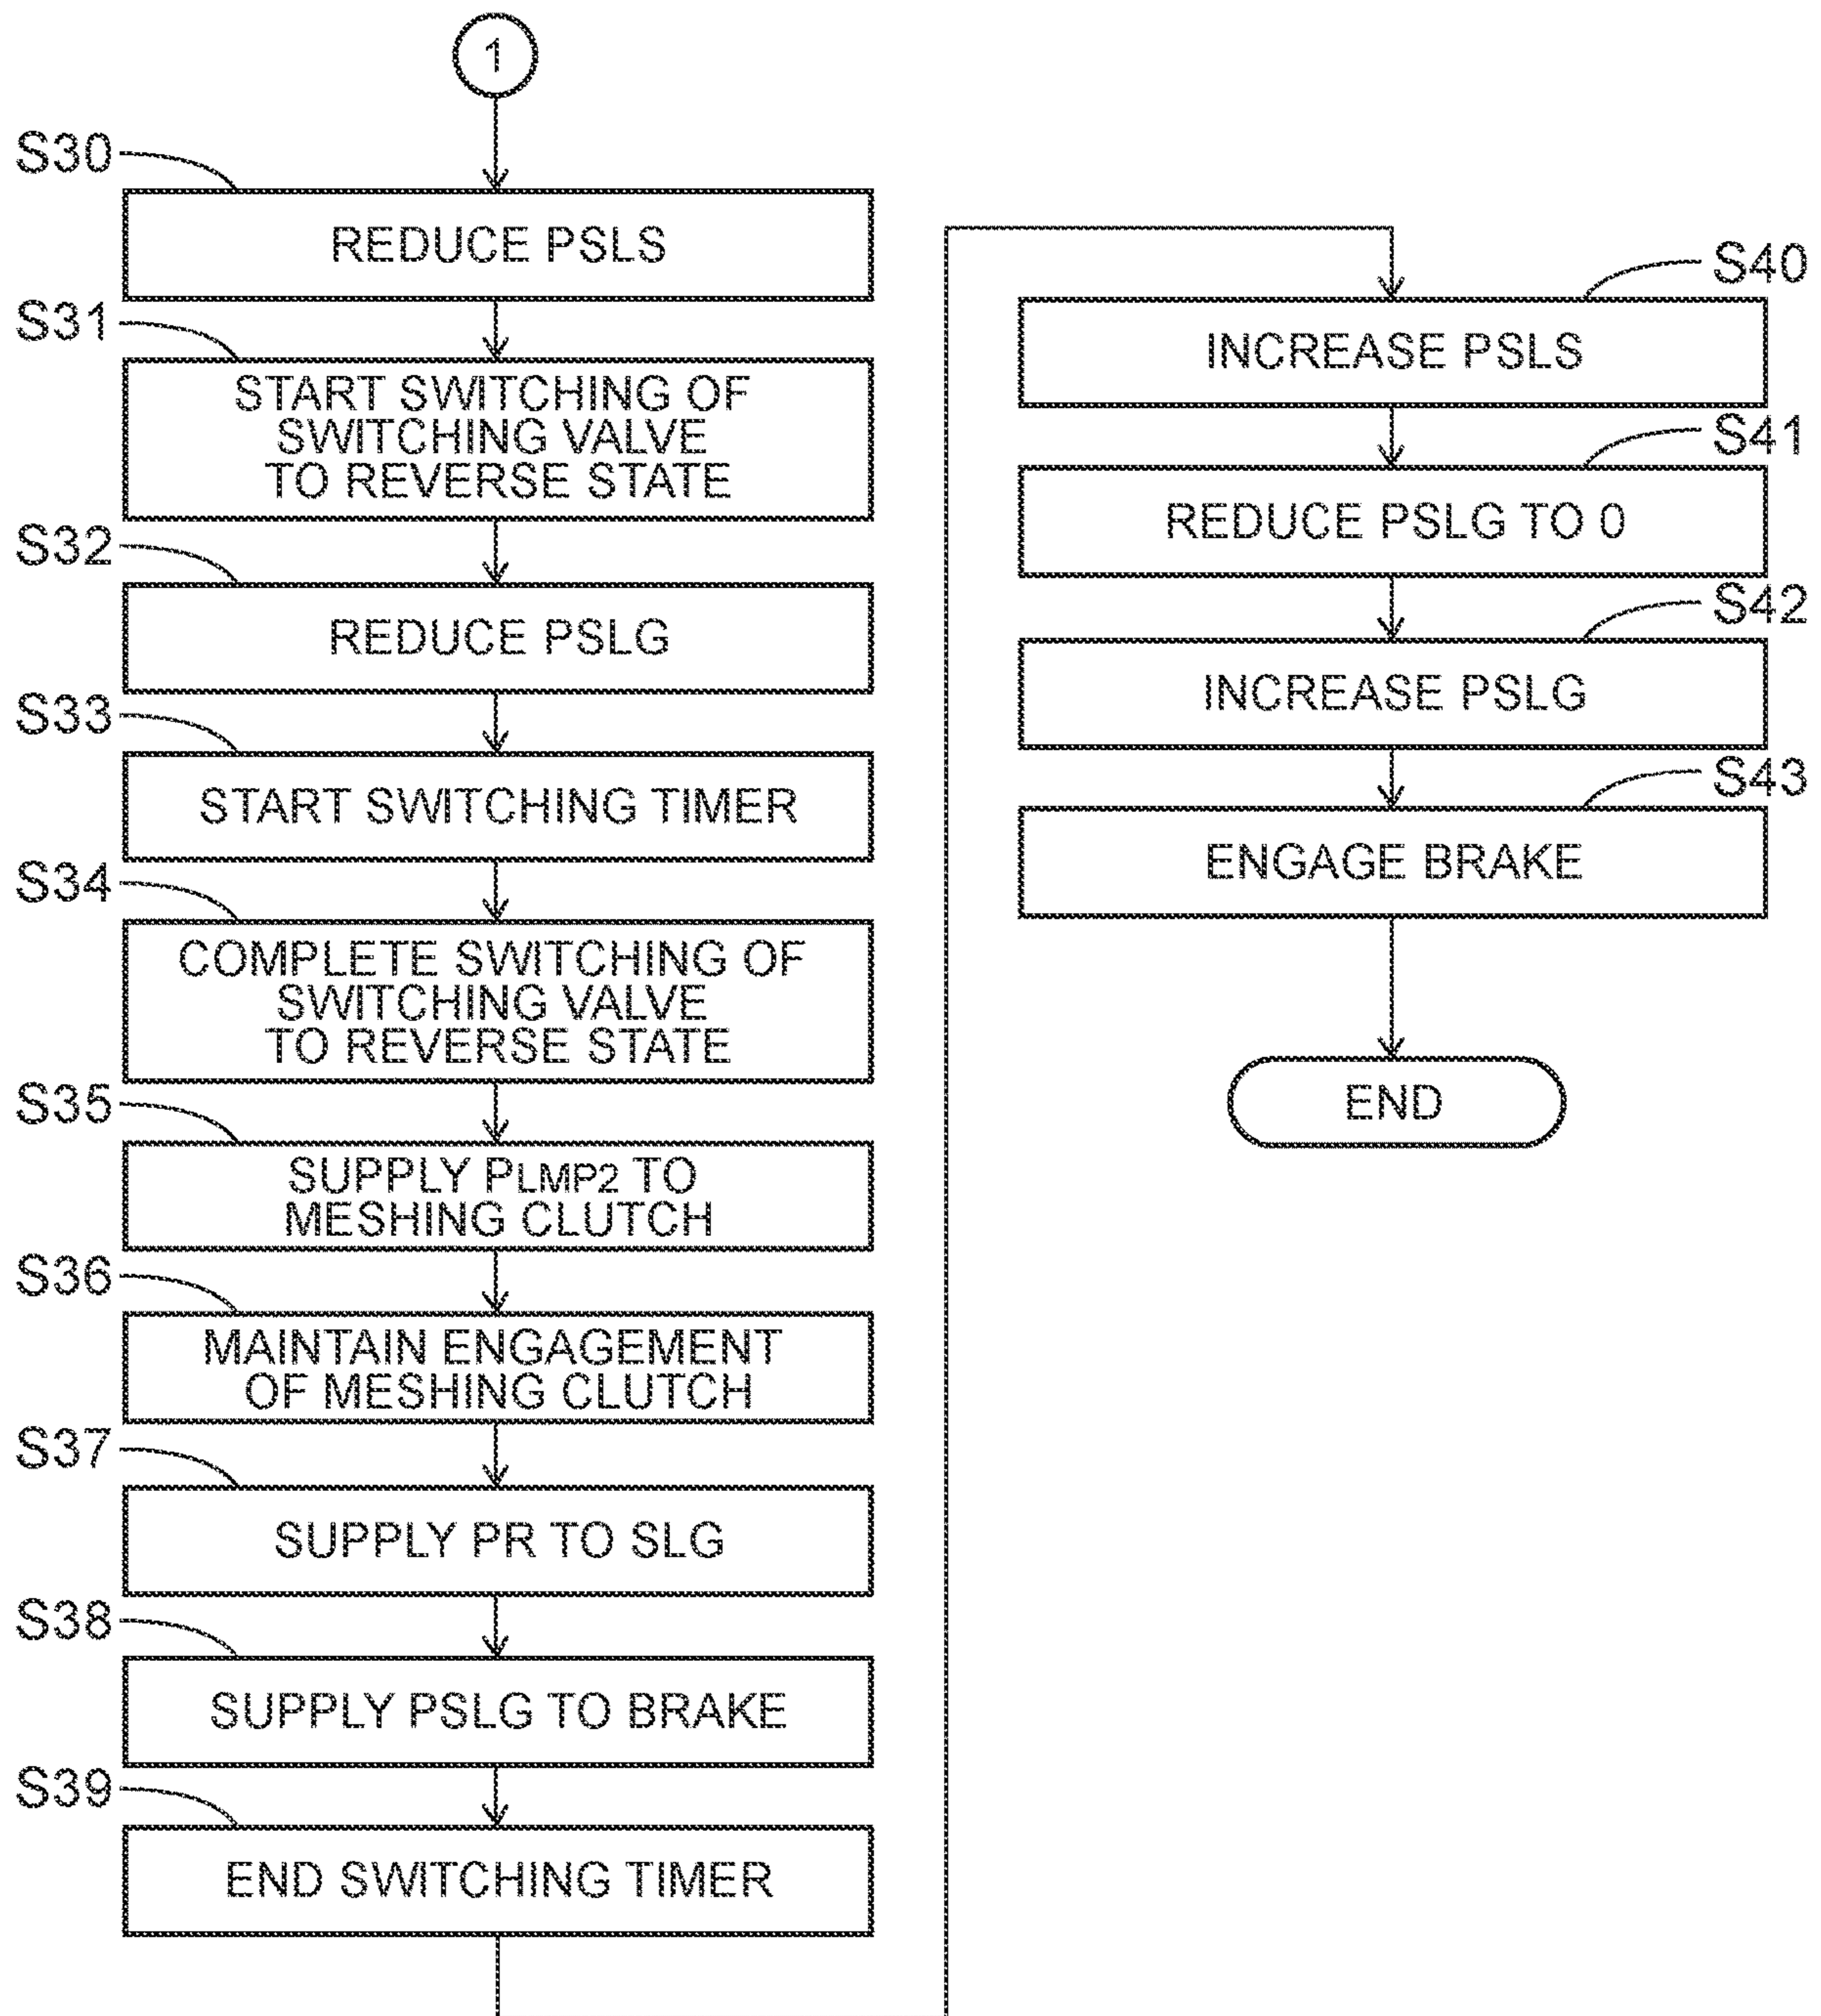 1
S30
REDUCE PSLS
S31
START SWITCHING OF
SWITCHING VALVE
TO REVERSE STATE
S32
REDUCE PSLG
S33
START SWITCHING TIMER
S34
COMPLETE SWITCHING OF
SWITCHING VALVE
TO REVERSE STATE
S35
SUPPLY PLMP2 TO
MESHING CLUTCH
S36
MAINTAIN ENGAGEMENT
OF MESHING CLUTCH
S37
SUPPLY PR TO SLG
S38
SUPPLY PSLG TO BRAKE
S39
END SWITCHING TIMER
S40
INCREASE PSLS
S41
REDUCE PSLG TO 0
S42
INCREASE PSLG
S43
ENGAGE BRAKE
END